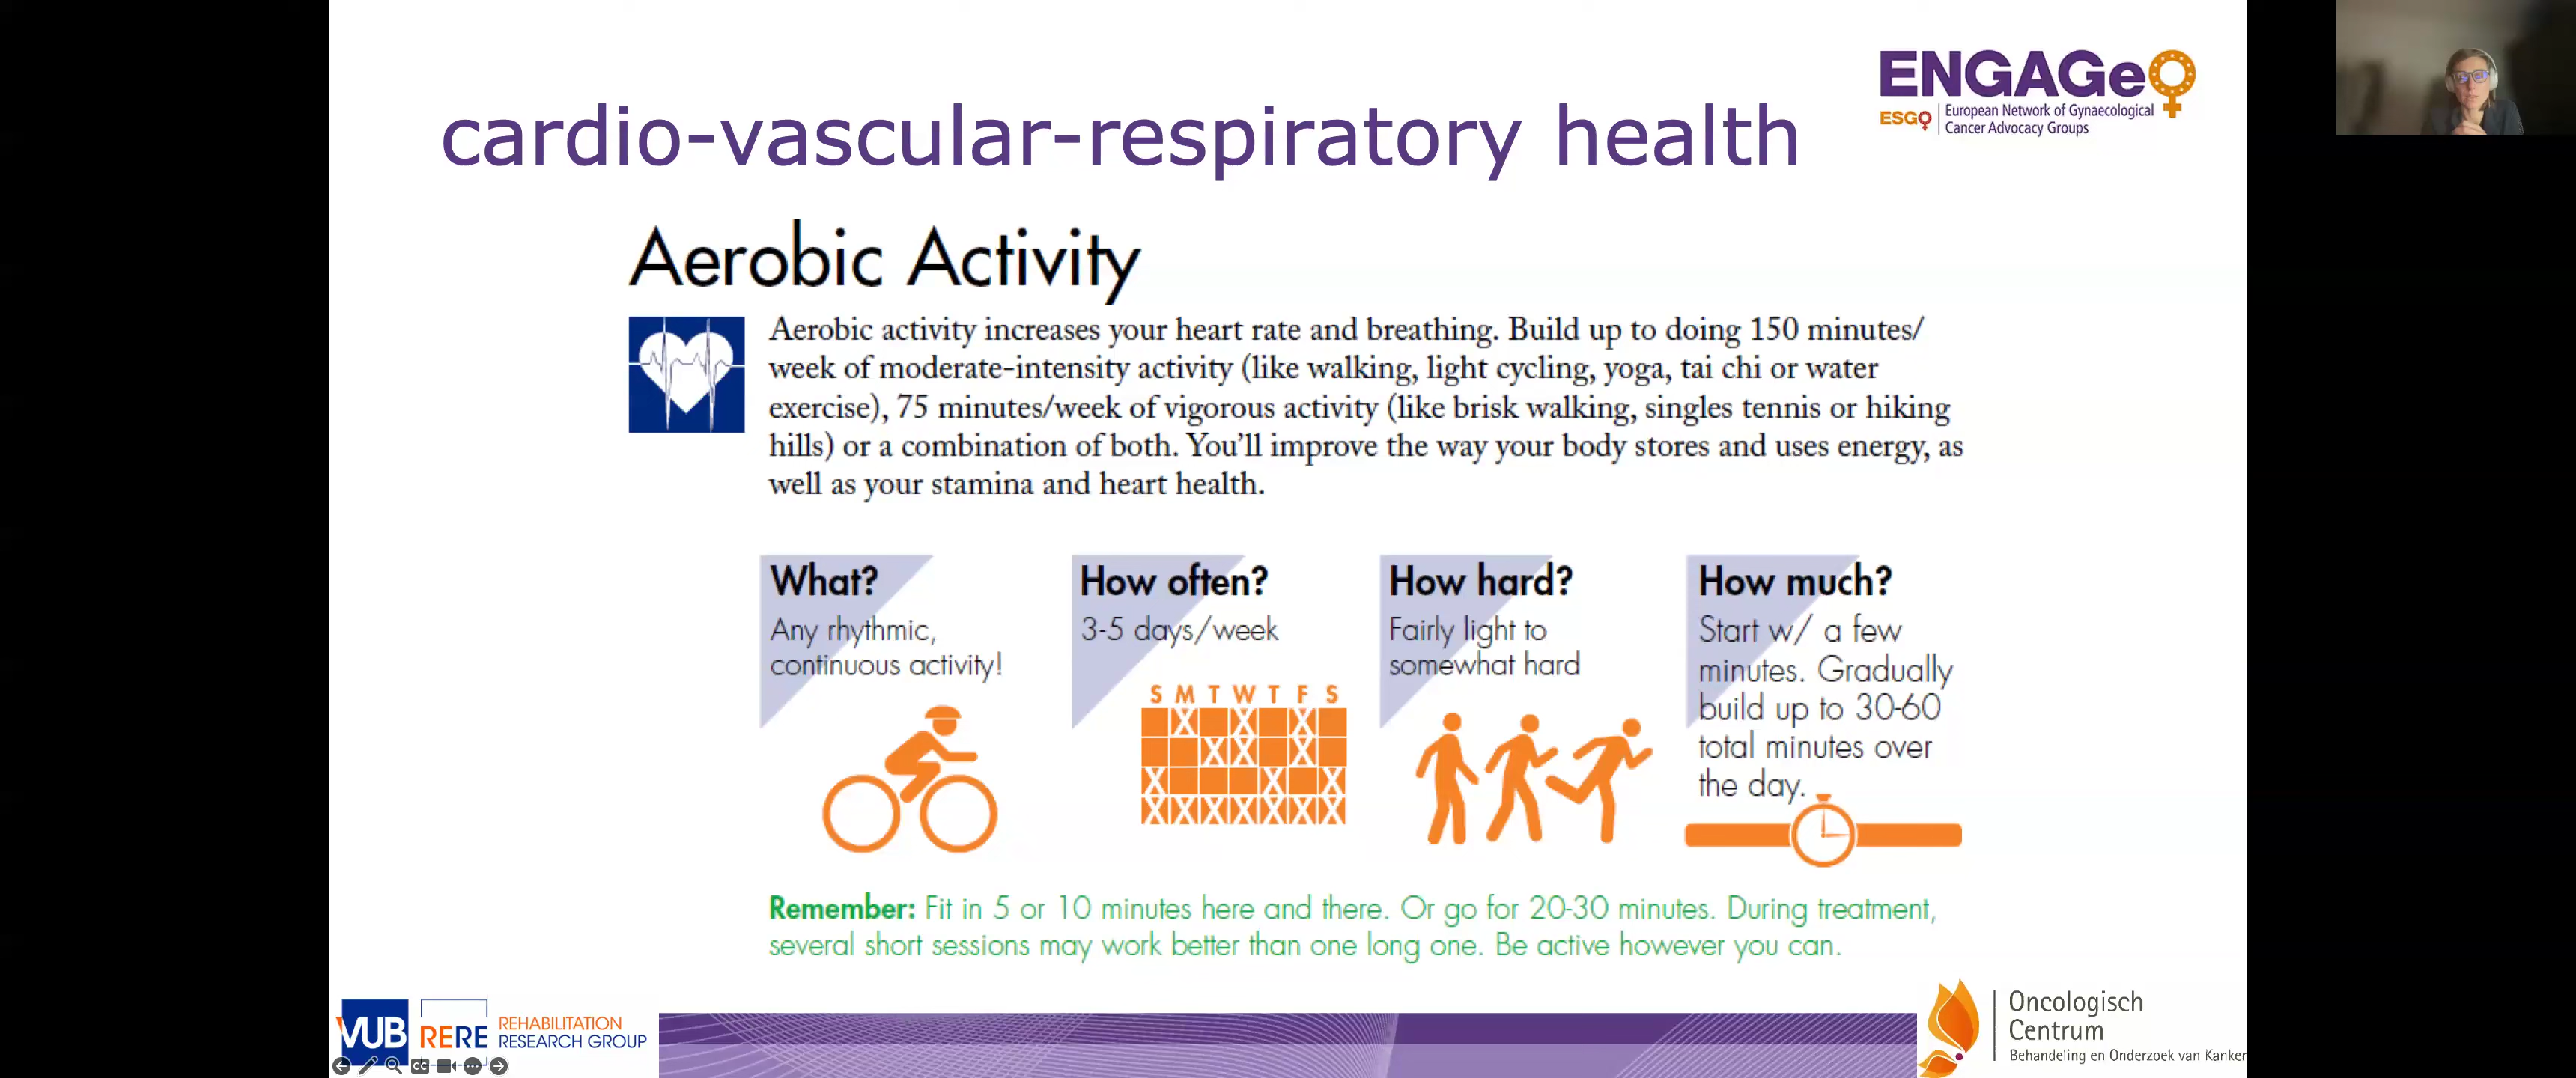 ENGAGe
ESGO
European Network of Gynaecological
Cancer Advocacy Groups
cardio-vascular-respiratory health
Aerobic Activity
Aerobic activity increases your heart rate and breathing. Build up to doing 150 minutes/
week of moderate-intensity activity (like walking, light cycling, yoga, tai chi or water
exercise), 75 minutes/week of vigorous activity (like brisk walking, singles tennis or hiking
hills) or a combination of both. You'll improve the way your body stores and uses energy, as
well as your stamina and heart health.
What?
Any rhythmic,
continuous activity!
How often?
3-5 days/week
S M T W T F S
How hard?
Fairly light to
somewhat hard
How much?
Start w/ a few
minutes. Gradually
build up to 30-60
total minutes over
the day.
Remember: Fit in 5 or 10 minutes here and there. Or go for 20-30 minutes. During treatment,
several short sessions may work better than one long one. Be active however you can.
VUB
RERE
REHABILITATION
RESEARCH GROUP
CC
Oncologisch
Centrum
Behandeling en Onderzoek van Kanker